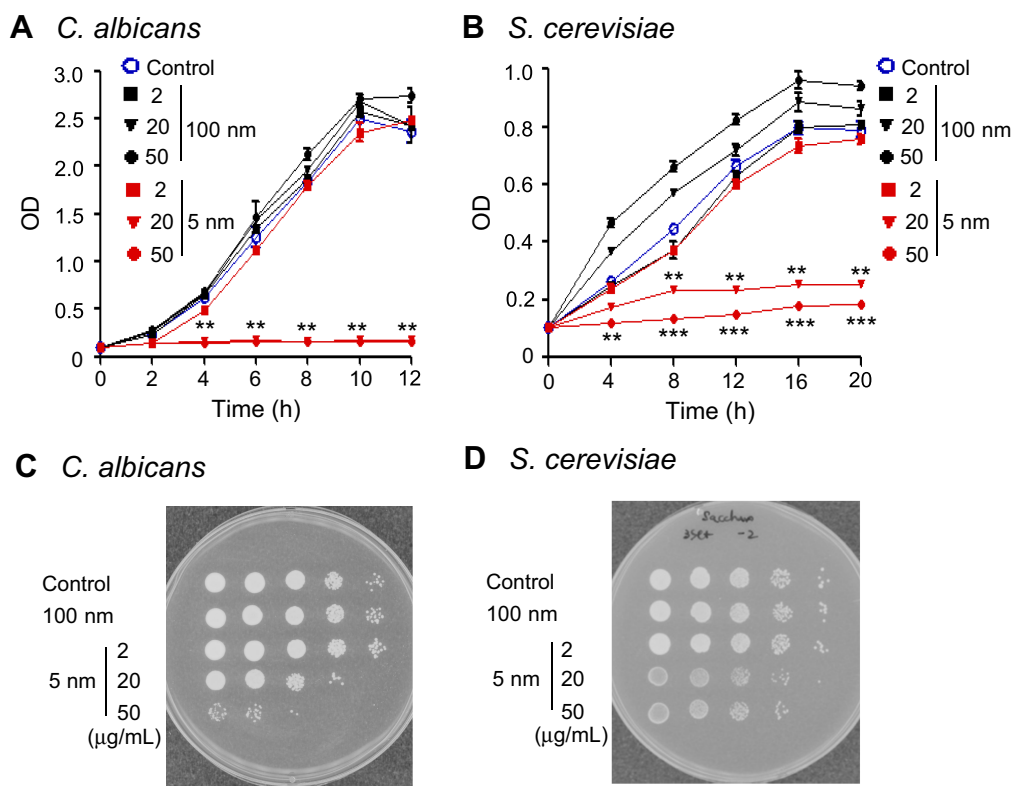 A C. albicans
3.0
2.5
2.0
1.5
1.0
0.5
0
OD
0 2 4 6 8 10 12
Time (h)
Control
2
20
50
100 nm
2
20
50
5 nm
** ** ** ** **
B S. cerevisiae
1.0
0.8
0.6
0.4
0.2
0
OD
0 4 8 12 16 20
Time (h)
Control
2
20
50
100 nm
2
20
50
5 nm
** ** ** **
** *** *** *** ***
C C. albicans
Control
100 nm
2
5 nm 20
50
(μg/mL)
D S. cerevisiae
-2
Control
100 nm
2
5 nm 20
50
(μg/mL)